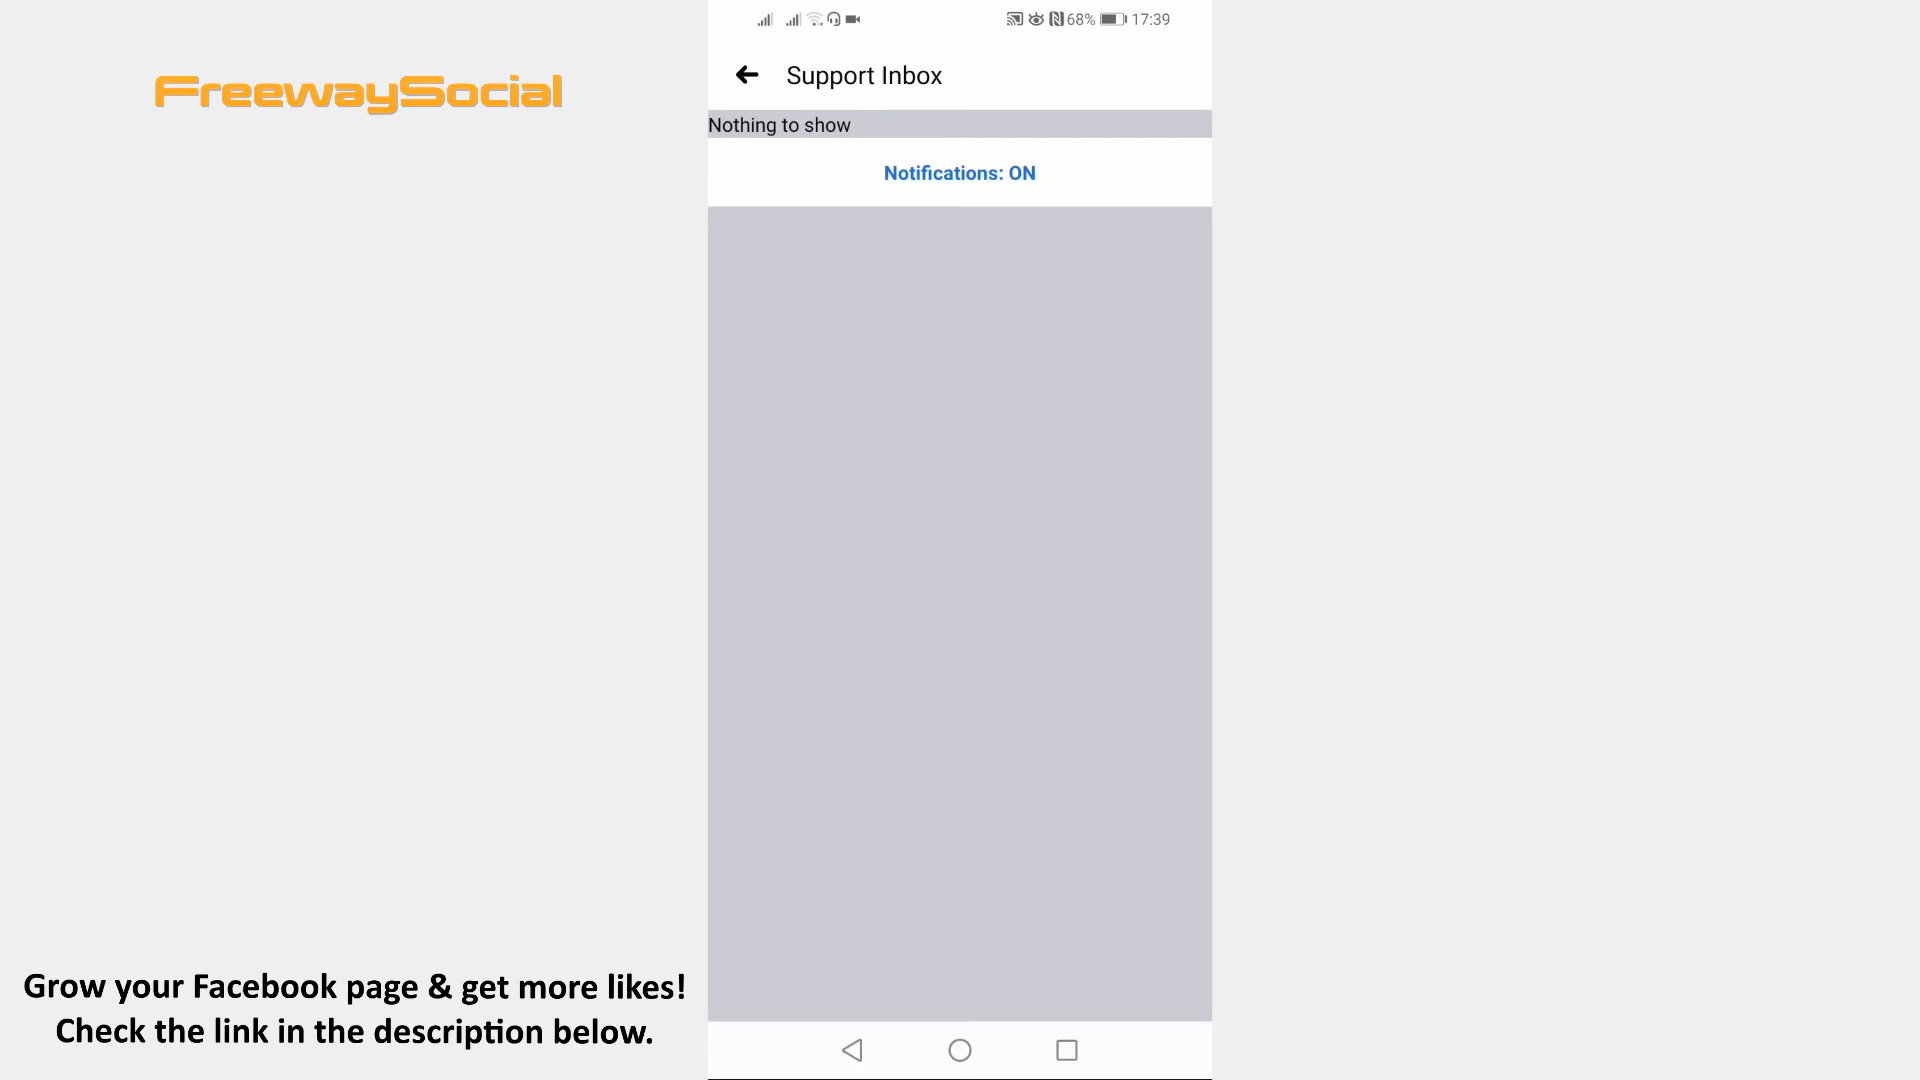 FreewaySocial
68% 17:39
Support Inbox
Nothing to show
Notifications: ON
Grow your Facebook page & get more likes!
Check the link in the description below.